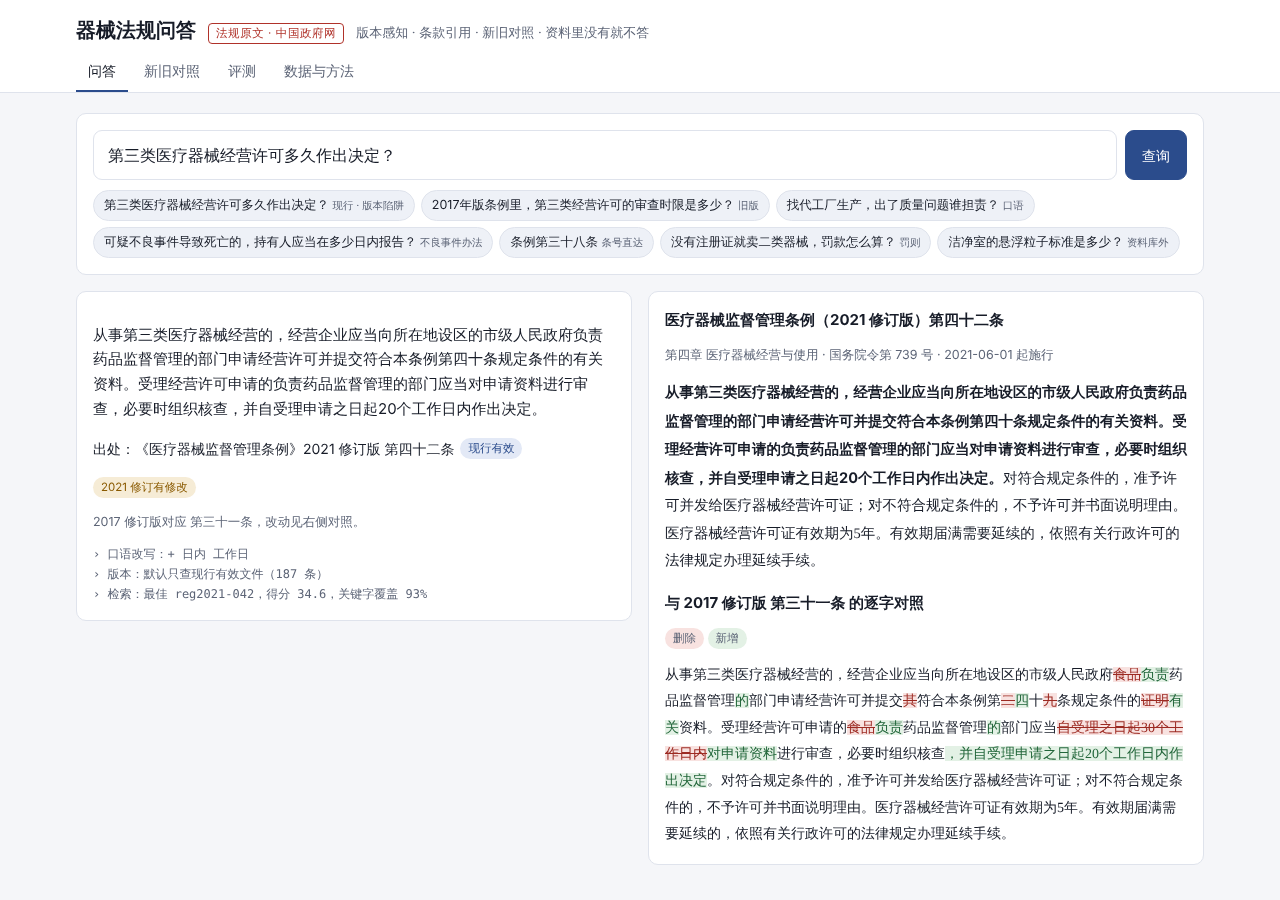 器械法规问答 法规原文 · 中国政府网 版本感知 · 条款引用 · 新旧对照 · 资料里没有就不答
问答 新旧对照 评测 数据与方法
第三类医疗器械经营许可多久作出决定？ 查询
第三类医疗器械经营许可多久作出决定？ 现行 · 版本陷阱 2017年版条例里，第三类经营许可的审查时限是多少？ 旧版 找代工厂生产，出了质量问题谁担责？ 口语
可疑不良事件导致死亡的，持有人应当在多少日内报告？ 不良事件办法 条例第三十八条 条号直达 没有注册证就卖二类器械，罚款怎么算？ 罚则 洁净室的悬浮粒子标准是多少？ 资料库外
从事第三类医疗器械经营的，经营企业应当向所在地设区的市级人民政府负责
药品监督管理的部门申请经营许可并提交符合本条例第四十条规定条件的有关
资料。受理经营许可申请的负责药品监督管理的部门应当对申请资料进行审
查，必要时组织核查，并自受理申请之日起20个工作日内作出决定。
出处：《医疗器械监督管理条例》2021 修订版 第四十二条 现行有效
2021 修订有修改
2017 修订版对应 第三十一条，改动见右侧对照。
› 口语改写：+ 日内 工作日
› 版本：默认只查现行有效文件（187 条）
› 检索：最佳 reg2021-042，得分 34.6，关键字覆盖 93%
医疗器械监督管理条例（2021 修订版）第四十二条
第四章 医疗器械经营与使用 · 国务院令第 739 号 · 2021-06-01 起施行
从事第三类医疗器械经营的，经营企业应当向所在地设区的市级人民政府负责药品
监督管理的部门申请经营许可并提交符合本条例第四十条规定条件的有关资料。受
理经营许可申请的负责药品监督管理的部门应当对申请资料进行审查，必要时组织
核查，并自受理申请之日起20个工作日内作出决定。对符合规定条件的，准予许
可并发给医疗器械经营许可证；对不符合规定条件的，不予许可并书面说明理由。
医疗器械经营许可证有效期为5年。有效期届满需要延续的，依照有关行政许可的
法律规定办理延续手续。
与 2017 修订版 第三十一条 的逐字对照
删除 新增
从事第三类医疗器械经营的，经营企业应当向所在地设区的市级人民政府食品负责药
品监督管理的部门申请经营许可并提交其符合本条例第二四十九条规定条件的证明有
关资料。受理经营许可申请的食品负责药品监督管理的部门应当自受理之日起30个工
作日内对申请资料进行审查，必要时组织核查，并自受理申请之日起20个工作日内作
出决定。对符合规定条件的，准予许可并发给医疗器械经营许可证；对不符合规定条
件的，不予许可并书面说明理由。医疗器械经营许可证有效期为5年。有效期届满需
要延续的，依照有关行政许可的法律规定办理延续手续。